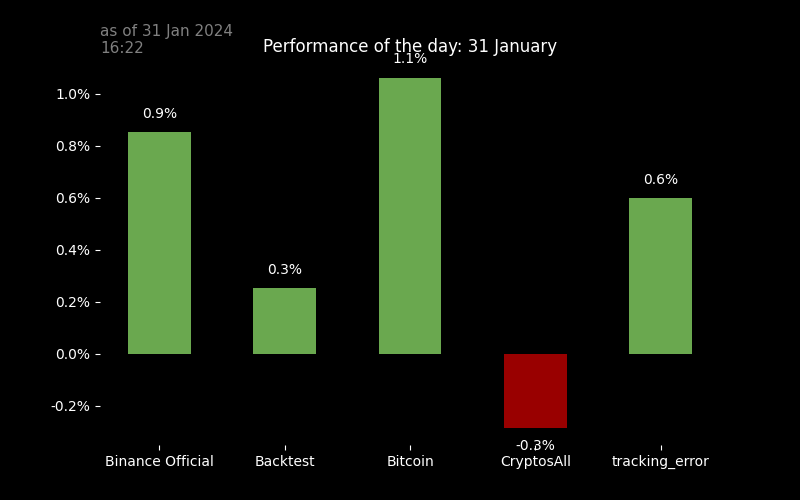 as of 31 Jan 2024
16:22
Performance of the day: 31 January
1.1%
1.0%
0.9%
0.8%
0.6%
0.6%
0.4%
0.3%
0.2%
0.0%
-0.2%
-0.3%
Binance Official
Backtest
Bitcoin
CryptosAll
tracking_error